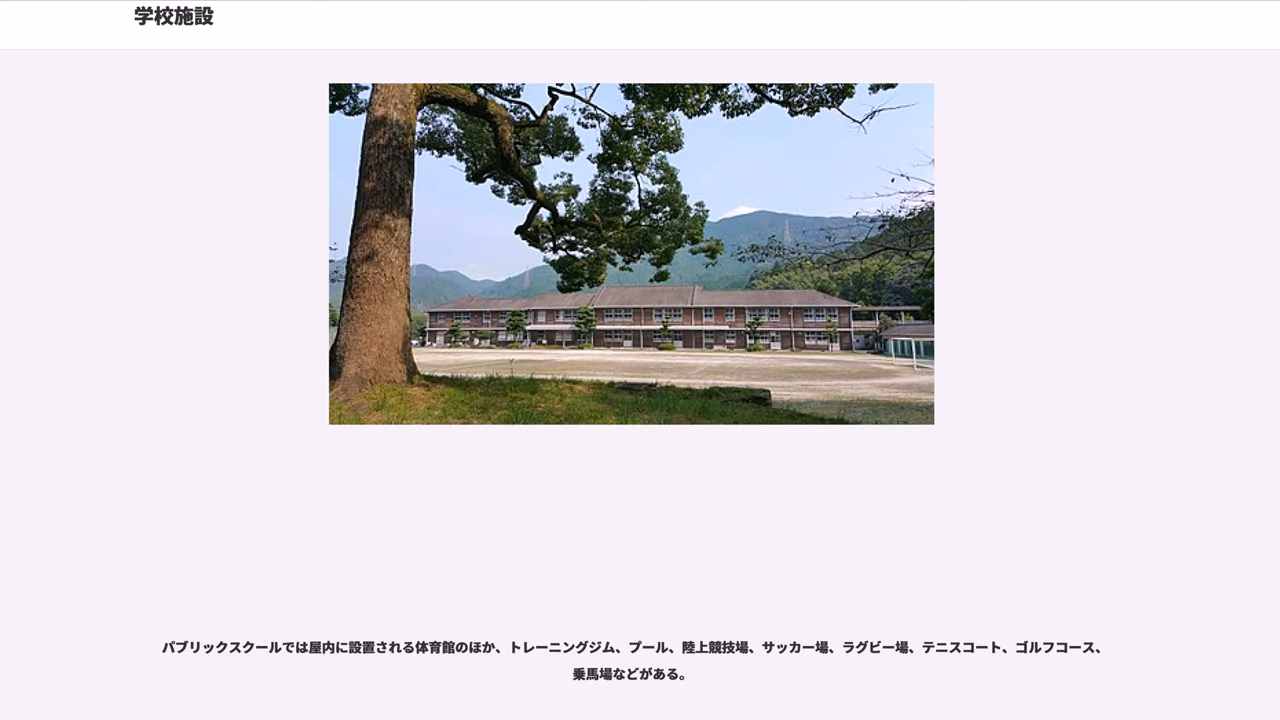 学校施設
パブリックスクールでは屋内に設置される体育館のほか、トレーニングジム、プール、陸上競技場、サッカー場、ラグビー場、テニスコート、ゴルフコース、
乗馬場などがある。